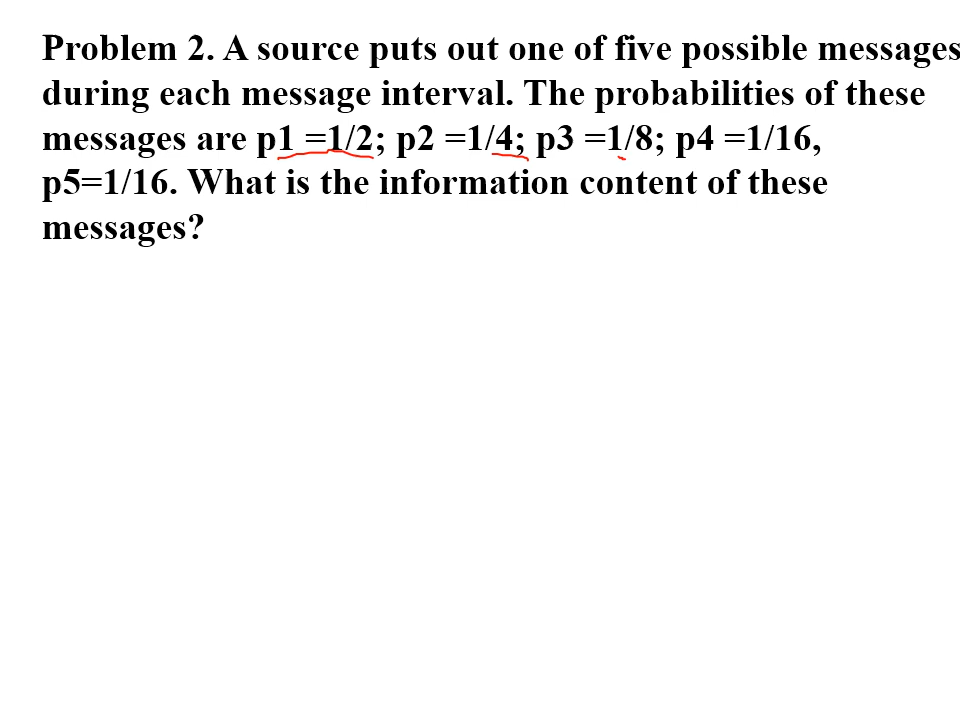 Problem 2. A source puts out one of five possible messages
during each message interval. The probabilities of these
messages are p1 =1/2; p2 =1/4; p3 =1/8; p4 =1/16,
p5=1/16. What is the information content of these
messages?